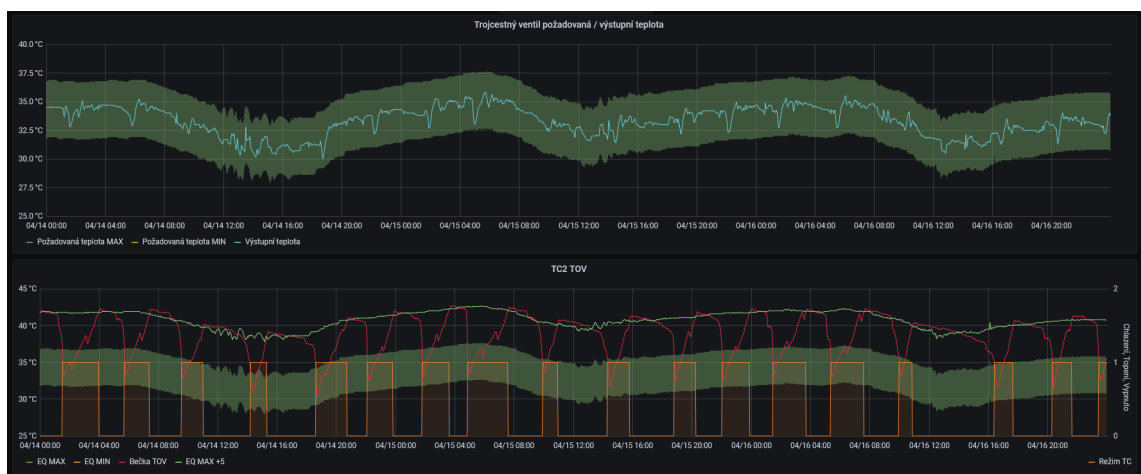 Trojcestný ventil požadovaná / výstupní teplota
40.0 °C
37.5 °C
35.0 °C
32.5 °C
30.0 °C
27.5 °C
25.0 °C
04/14 00:00 04/14 04:00 04/14 08:00 04/14 12:00 04/14 16:00 04/14 20:00 04/15 00:00 04/15 04:00 04/15 08:00 04/15 12:00 04/15 16:00 04/15 20:00 04/16 00:00 04/16 04:00 04/16 08:00 04/16 12:00 04/16 16:00 04/16 20:00
Požadovaná teplota MAX Požadovaná teplota MIN Výstupní teplota
TC2 TOV
45 °C 2
40 °C
35 °C 1
30 °C
25 °C 0
Chlazení, Topení, Vypnuto
04/14 00:00 04/14 04:00 04/14 08:00 04/14 12:00 04/14 16:00 04/14 20:00 04/15 00:00 04/15 04:00 04/15 08:00 04/15 12:00 04/15 16:00 04/15 20:00 04/16 00:00 04/16 04:00 04/16 08:00 04/16 12:00 04/16 16:00 04/16 20:00
EQ MAX EQ MIN Bečka TOV EQ MAX +5 Režim TC